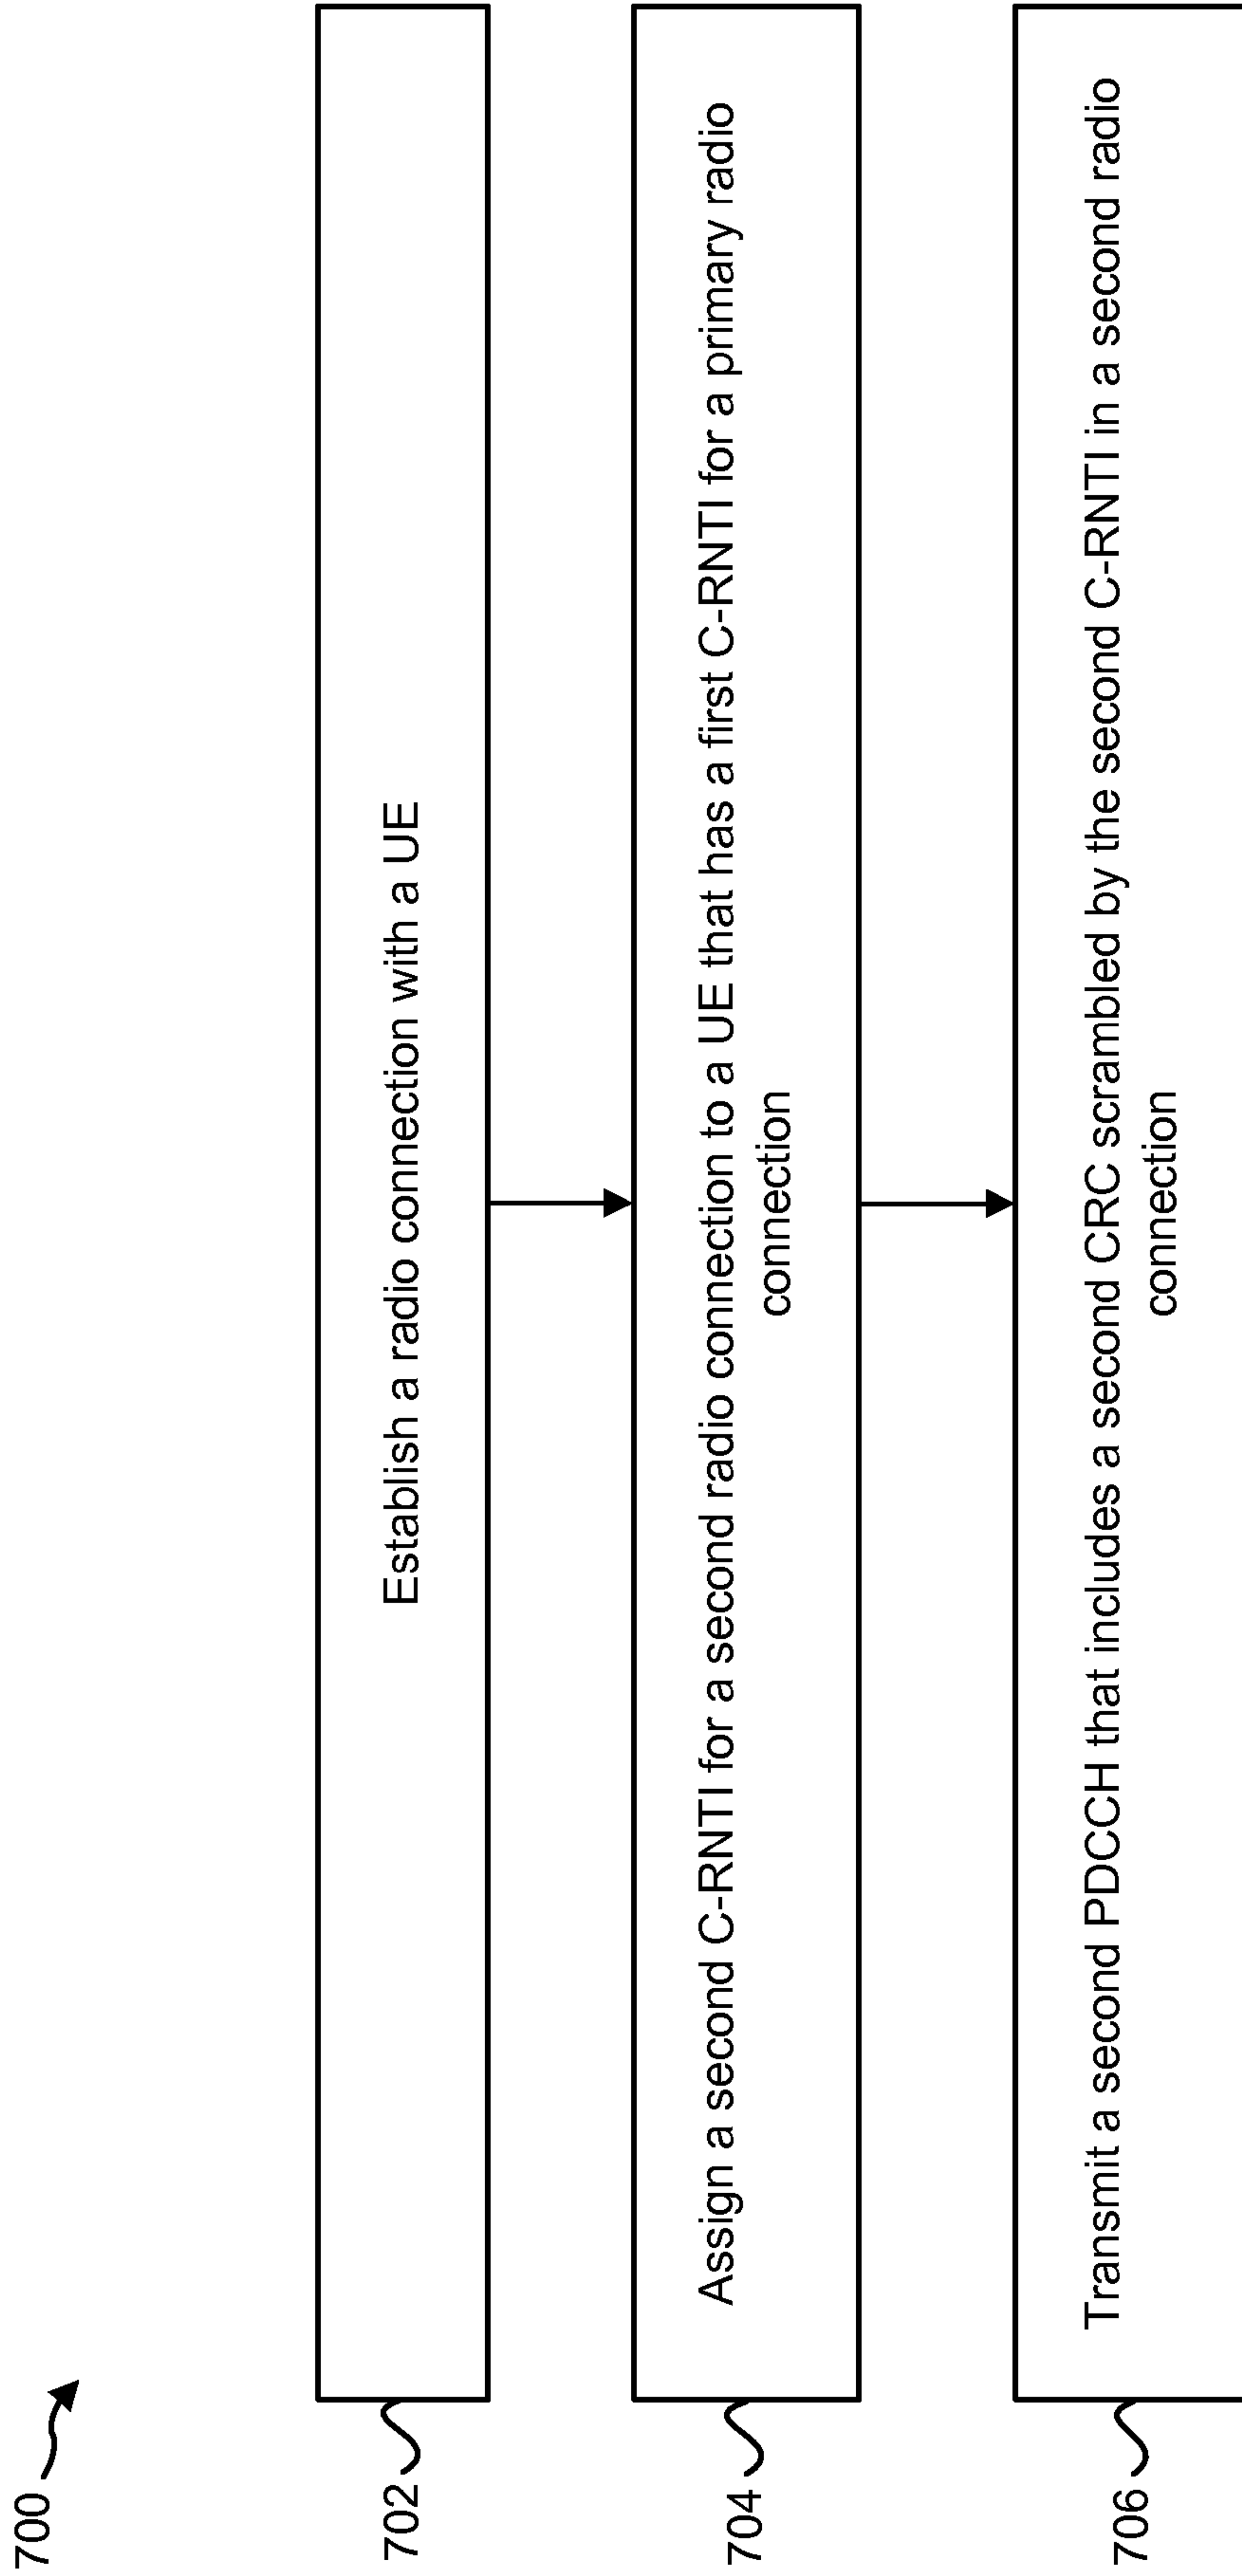 700
702
Establish a radio connection with a UE
704
Assign a second C-RNTI for a second radio connection to a UE that has a first C-RNTI for a primary radio
connection
706
Transmit a second PDCCH that includes a second CRC scrambled by the second C-RNTI in a second radio
connection